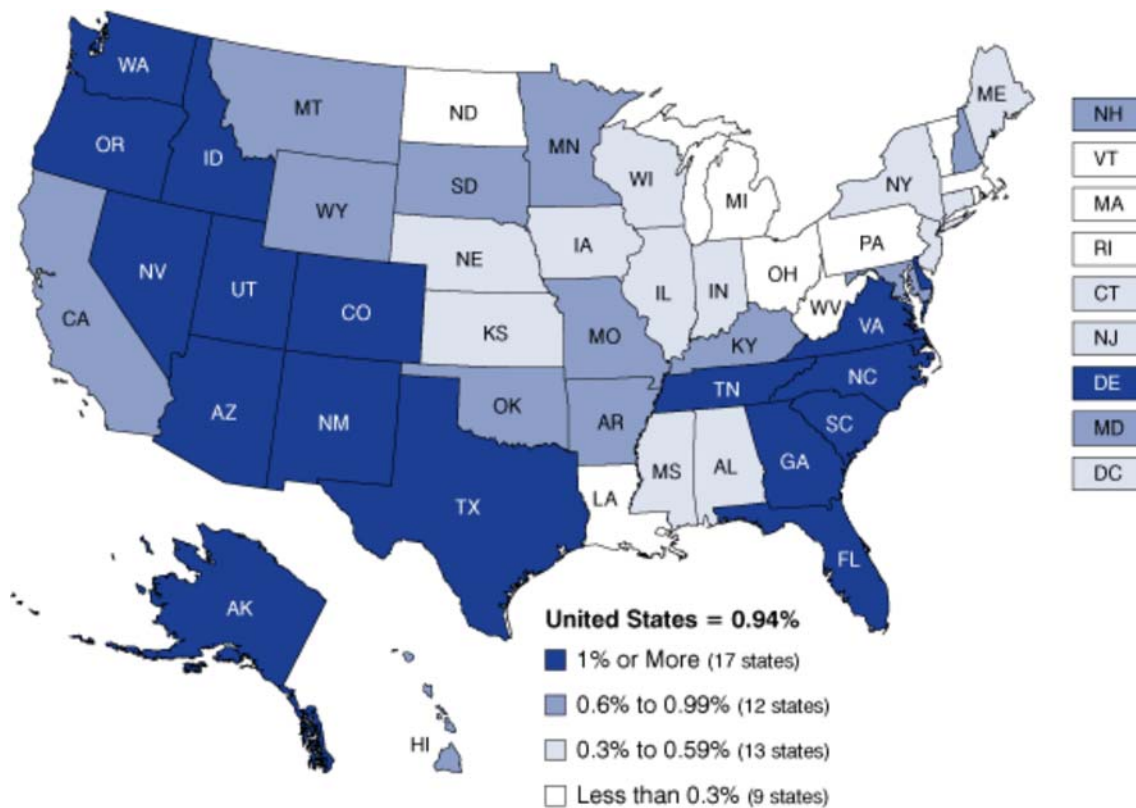 WA
MT
ND
ME
OR
ID
MN
NH
SD
WI
NY
VT
WY
MI
MA
IA
PA
RI
NE
NV
OH
CT
UT
IL
IN
CA
CO
WV
NJ
KS
MO
KY
VA
DE
TN
NC
AZ
NM
OK
AR
MD
SC
MS
AL
GA
DC
LA
TX
FL
AK
United States = 0.94%
1% or More (17 states)
0.6% to 0.99% (12 states)
HI
0.3% to 0.59% (13 states)
Less than 0.3% (9 states)